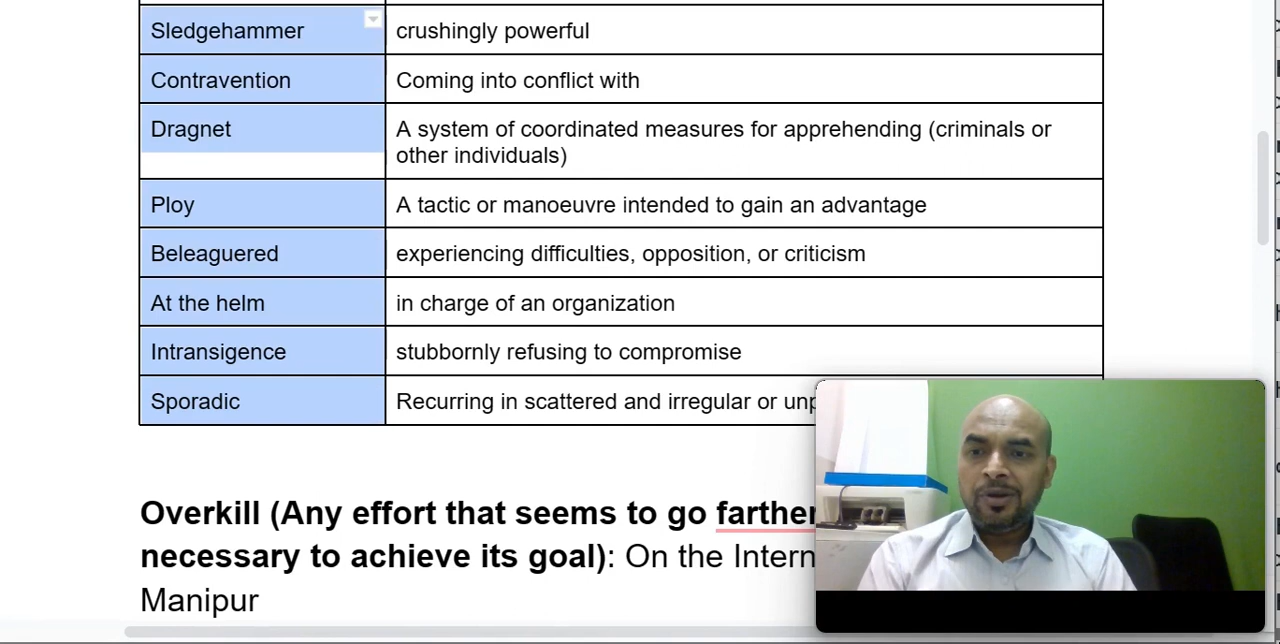 Sledgehammer crushingly powerful
Contravention Coming into conflict with
Dragnet A system of coordinated measures for apprehending (criminals or
other individuals)
Ploy A tactic or manoeuvre intended to gain an advantage
Beleaguered experiencing difficulties, opposition, or criticism
At the helm in charge of an organization
Intransigence stubbornly refusing to compromise
Sporadic Recurring in scattered and irregular or
Overkill (Any effort that seems to go farther
necessary to achieve its goal): On the
Manipur